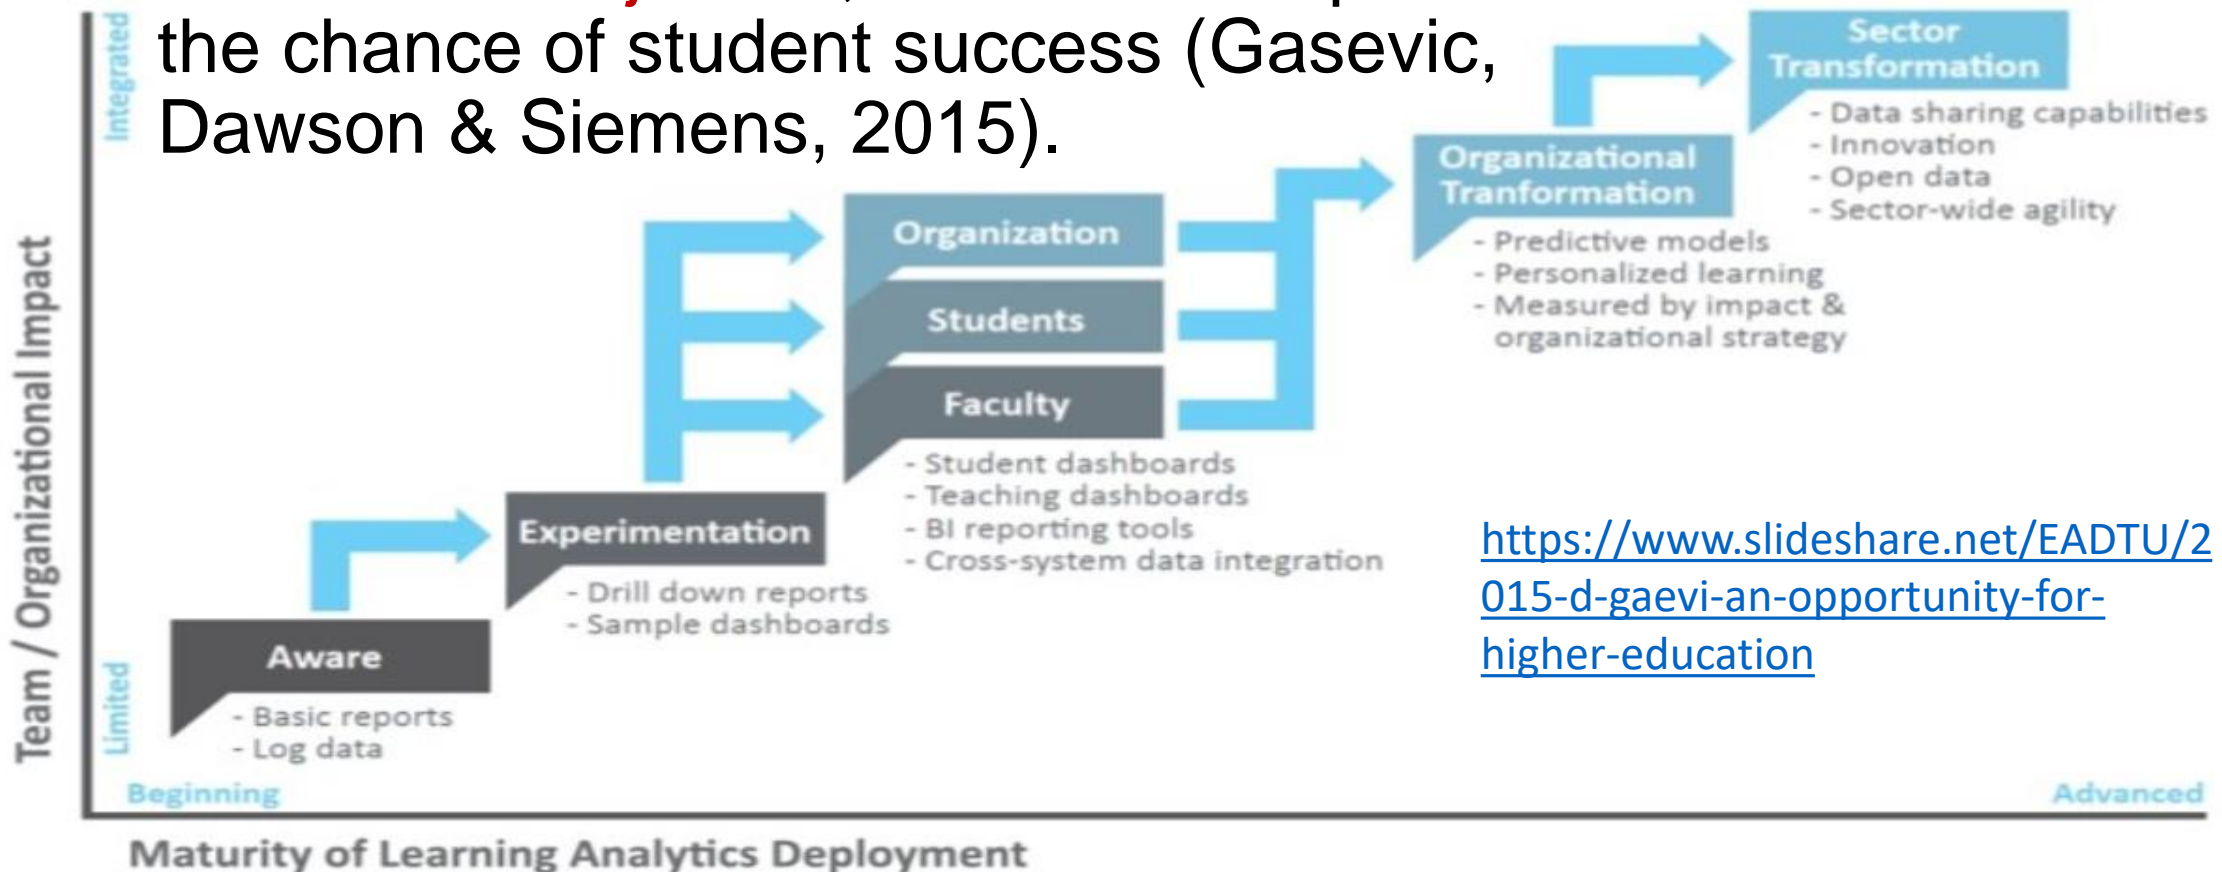 the chance of student success (Gasevic,
Dawson & Siemens, 2015).
Integrated
Sector
Transformation
- Data sharing capabilities
- Innovation
- Open data
- Sector-wide agility
Organizational
Tranformation
- Predictive models
- Personalized learning
- Measured by impact &
organizational strategy
Organization
Students
Faculty
- Student dashboards
- Teaching dashboards
- BI reporting tools
- Cross-system data integration
Experimentation
- Drill down reports
- Sample dashboards
Aware
- Basic reports
- Log data
https://www.slideshare.net/EADTU/2
015-d-gaevi-an-opportunity-for-
higher-education
Team / Organizational Impact
Limited
Beginning
Advanced
Maturity of Learning Analytics Deployment